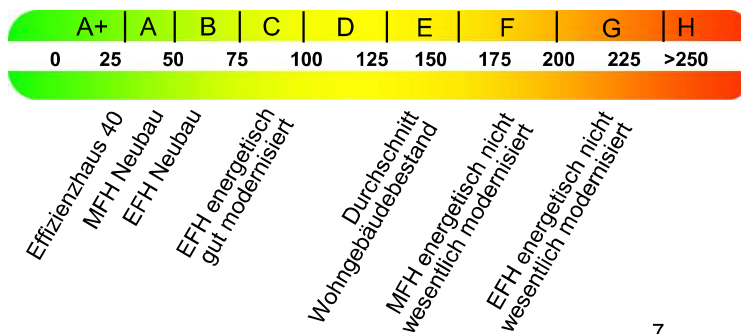 A+ A B C D E F G H
0 25 50 75 100 125 150 175 200 225 >250
Effizienzhaus 40
MFH Neubau
EFH Neubau
EFH energetisch
gut modernisiert
Durchschnitt
Wohngebäudebestand
MFH energetisch nicht
wesentlich modernisiert
EFH energetisch nicht
wesentlich modernisiert
7